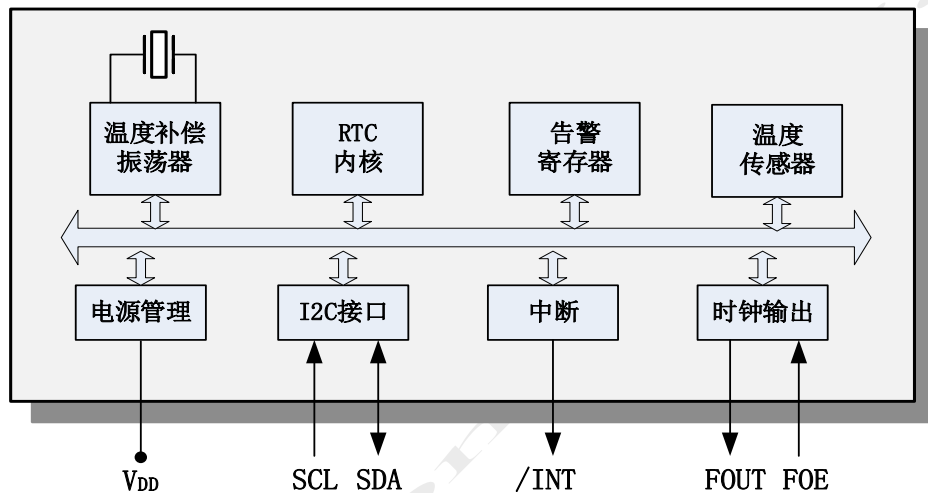 温度补偿
振荡器
RTC
内核
告警
寄存器
温度
传感器
电源管理
I2C接口
中断
时钟输出
VDD
SCL SDA
/INT
FOUT FOE